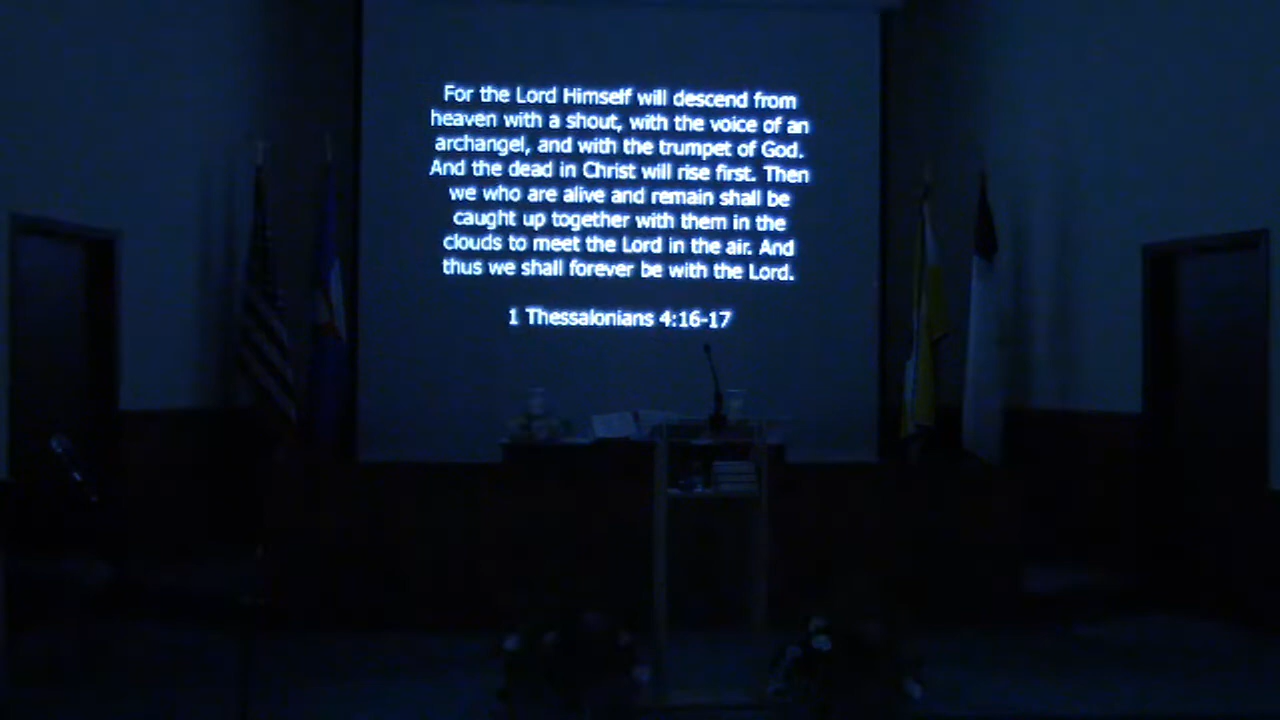 For the Lord Himself will descend from
heaven with a shout, with the voice of an
archangel, and with the trumpet of God.
And the dead in Christ will rise first. Then
we who are alive and remain shall be
caught up together with them in the
clouds to meet the Lord in the air. And
thus we shall forever be with the Lord.
1 Thessalonians 4:16-17